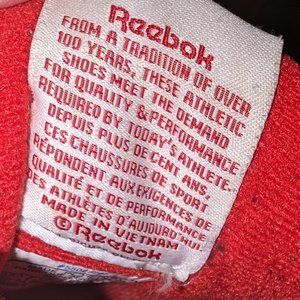 Reebok
FROM A TRADITION OF OVER
100 YEARS, THESE ATHLETIC
SHOES MEET THE DEMAND
FOR QUALITY & PERFORMANCE
REQUIRED BY TODAY'S ATHLETE.
DEPUIS PLUS DE CENT ANS,
CES CHAUSSURES DE SPORT
REPONDENT AUX EXIGENCES DE
QUALITÉ ET DE PERFORMANCE
DES ATHLÈTES D'AUJOURD'HUI
MADE IN VIETNAM
© Reebok